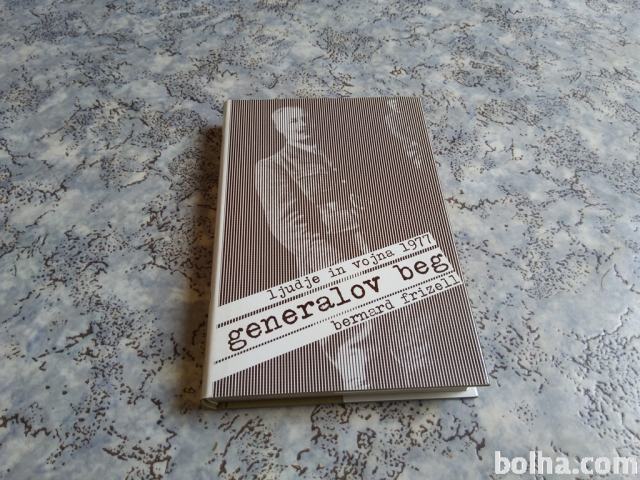 ljudje in vojna 1977
generalov beg
bernard frizell
bolha.com